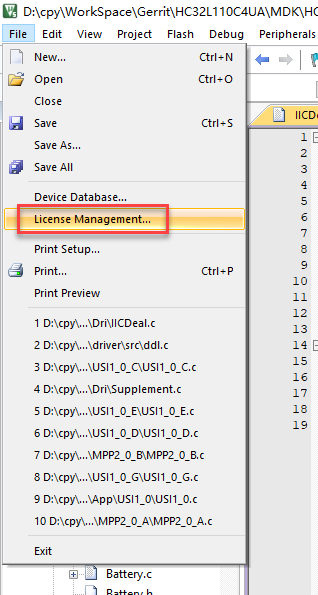 D:\cpy\WorkSpace\Gerrit\HC32L110C4UA\MDK\HC
File Edit View Project Flash Debug Peripherals
New... Ctrl+N
Open Ctrl+O
Close
Save Ctrl+S
Save As...
Save All
Device Database...
License Management...
Print Setup...
Print... Ctrl+P
Print Preview
1 D:\cpy\...\Dri\IICDeal.c
2 D:\cpy\...\driver\src\ddl.c
3 D:\cpy\...\USI1_0_C\USI1_0_C.c
4 D:\cpy\...\Dri\Supplement.c
5 D:\cpy\...\USI1_0_E\USI1_0_E.c
6 D:\cpy\...\USI1_0_D\USI1_0_D.c
7 D:\cpy\...\MPP2_0_B\MPP2_0_B.c
8 D:\cpy\...\USI1_0_G\USI1_0_G.c
9 D:\cpy\...\App\USI1_0\USI1_0.c
10 D:\cpy\...\MPP2_0_A\MPP2_0_A.c
Exit
Battery.c
Battery.h
IICDe
1
2
3
4
5
6
7
8
9
10
11
12
13
14
15
16
17
18
19